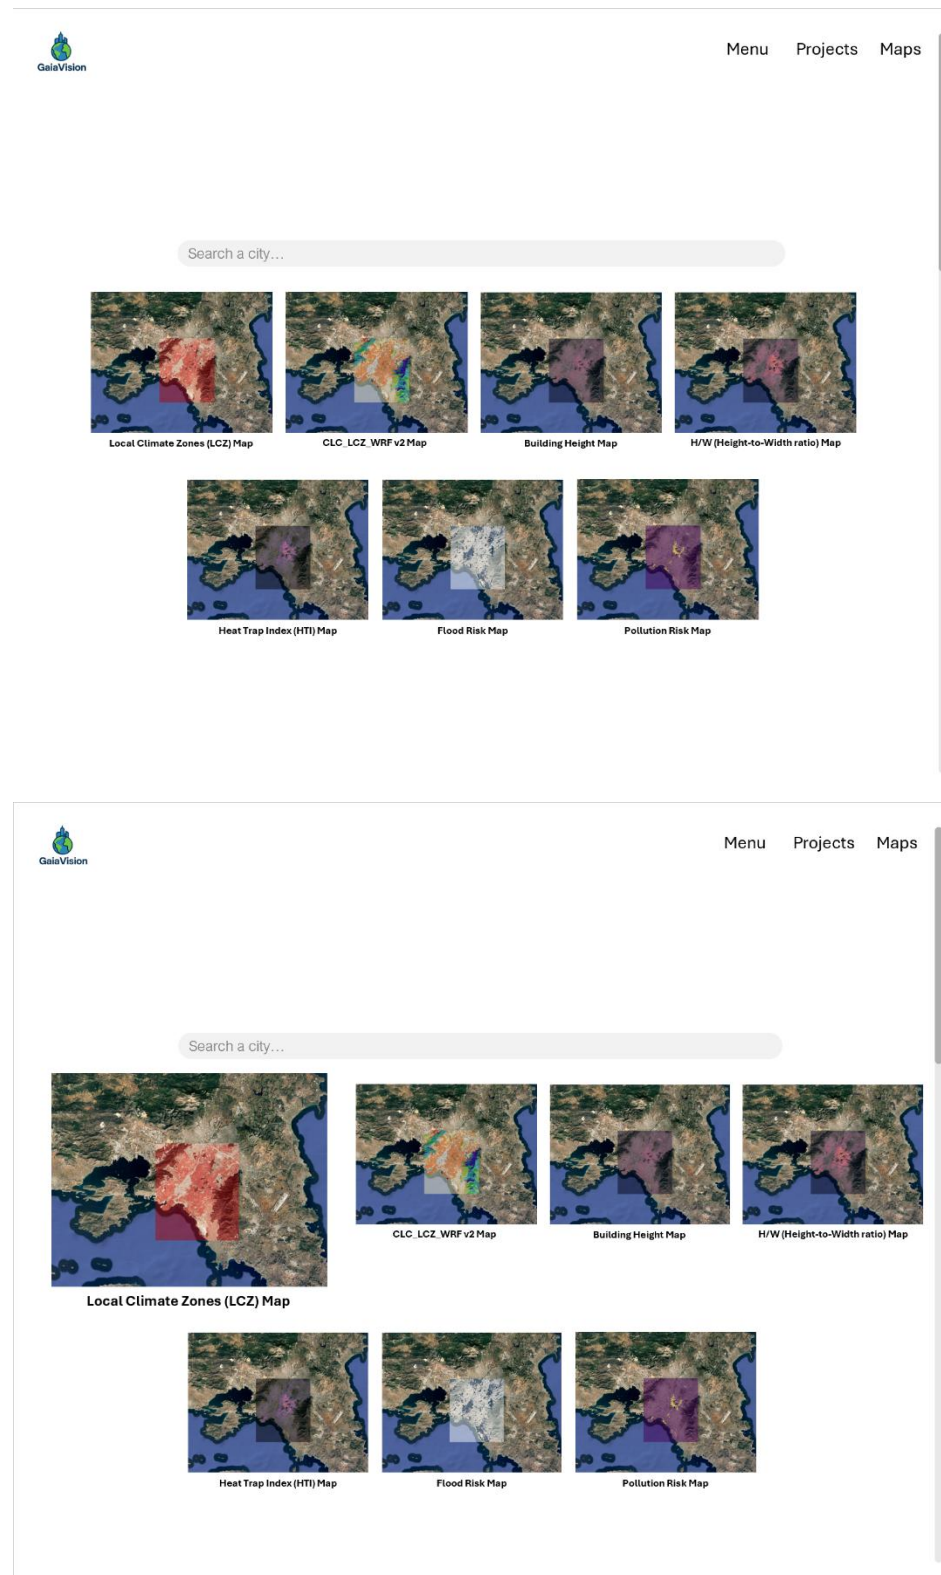 GaiaVision
Menu Projects Maps
Search a city...
Local Climate Zones (LCZ) Map
CLC_LCZ_WRF v2 Map
Building Height Map
H/W (Height-to-Width ratio) Map
Heat Trap Index (HTI) Map
Flood Risk Map
Pollution Risk Map
GaiaVision
Menu Projects Maps
Search a city...
Local Climate Zones (LCZ) Map
CLC_LCZ_WRF v2 Map
Building Height Map
H/W (Height-to-Width ratio) Map
Heat Trap Index (HTI) Map
Flood Risk Map
Pollution Risk Map